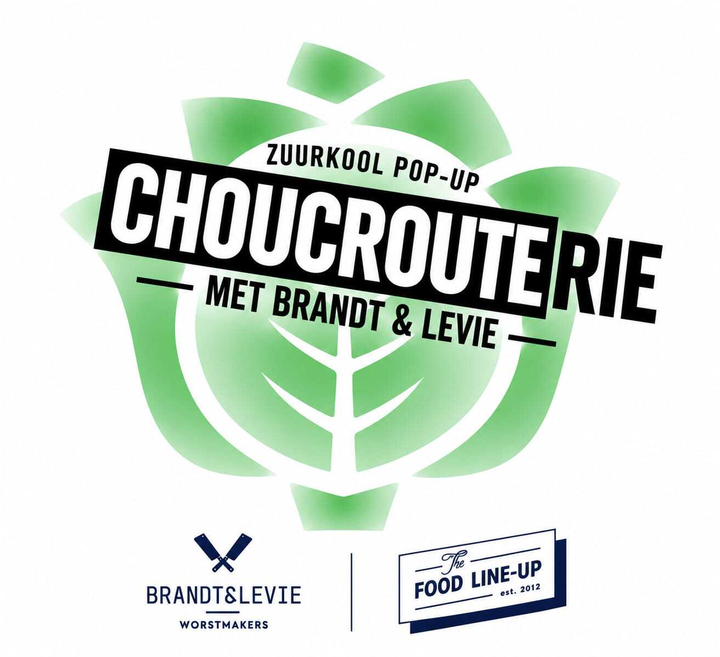 ZUURKOOL POP-UP
CHOUCROUTERIE
MET BRANDT & LEVIE
BRANDT&LEVIE
WORSTMAKERS
The
FOOD LINE-UP
est. 2012